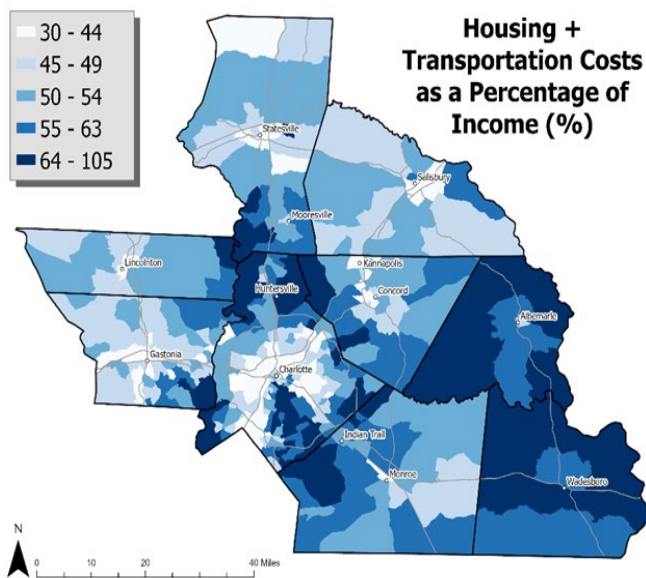 Housing +
Transportation Costs
as a Percentage of
Income (%)
30 - 44
45 - 49
50 - 54
55 - 63
64 - 105
Statesville
Salisbury
Mooresville
Lincolnton
Kannapolis
Huntersville
Concord
Albemarle
Gastonia
Charlotte
Indian Trail
Monroe
Wadesboro
N
0 10 20 40 Miles